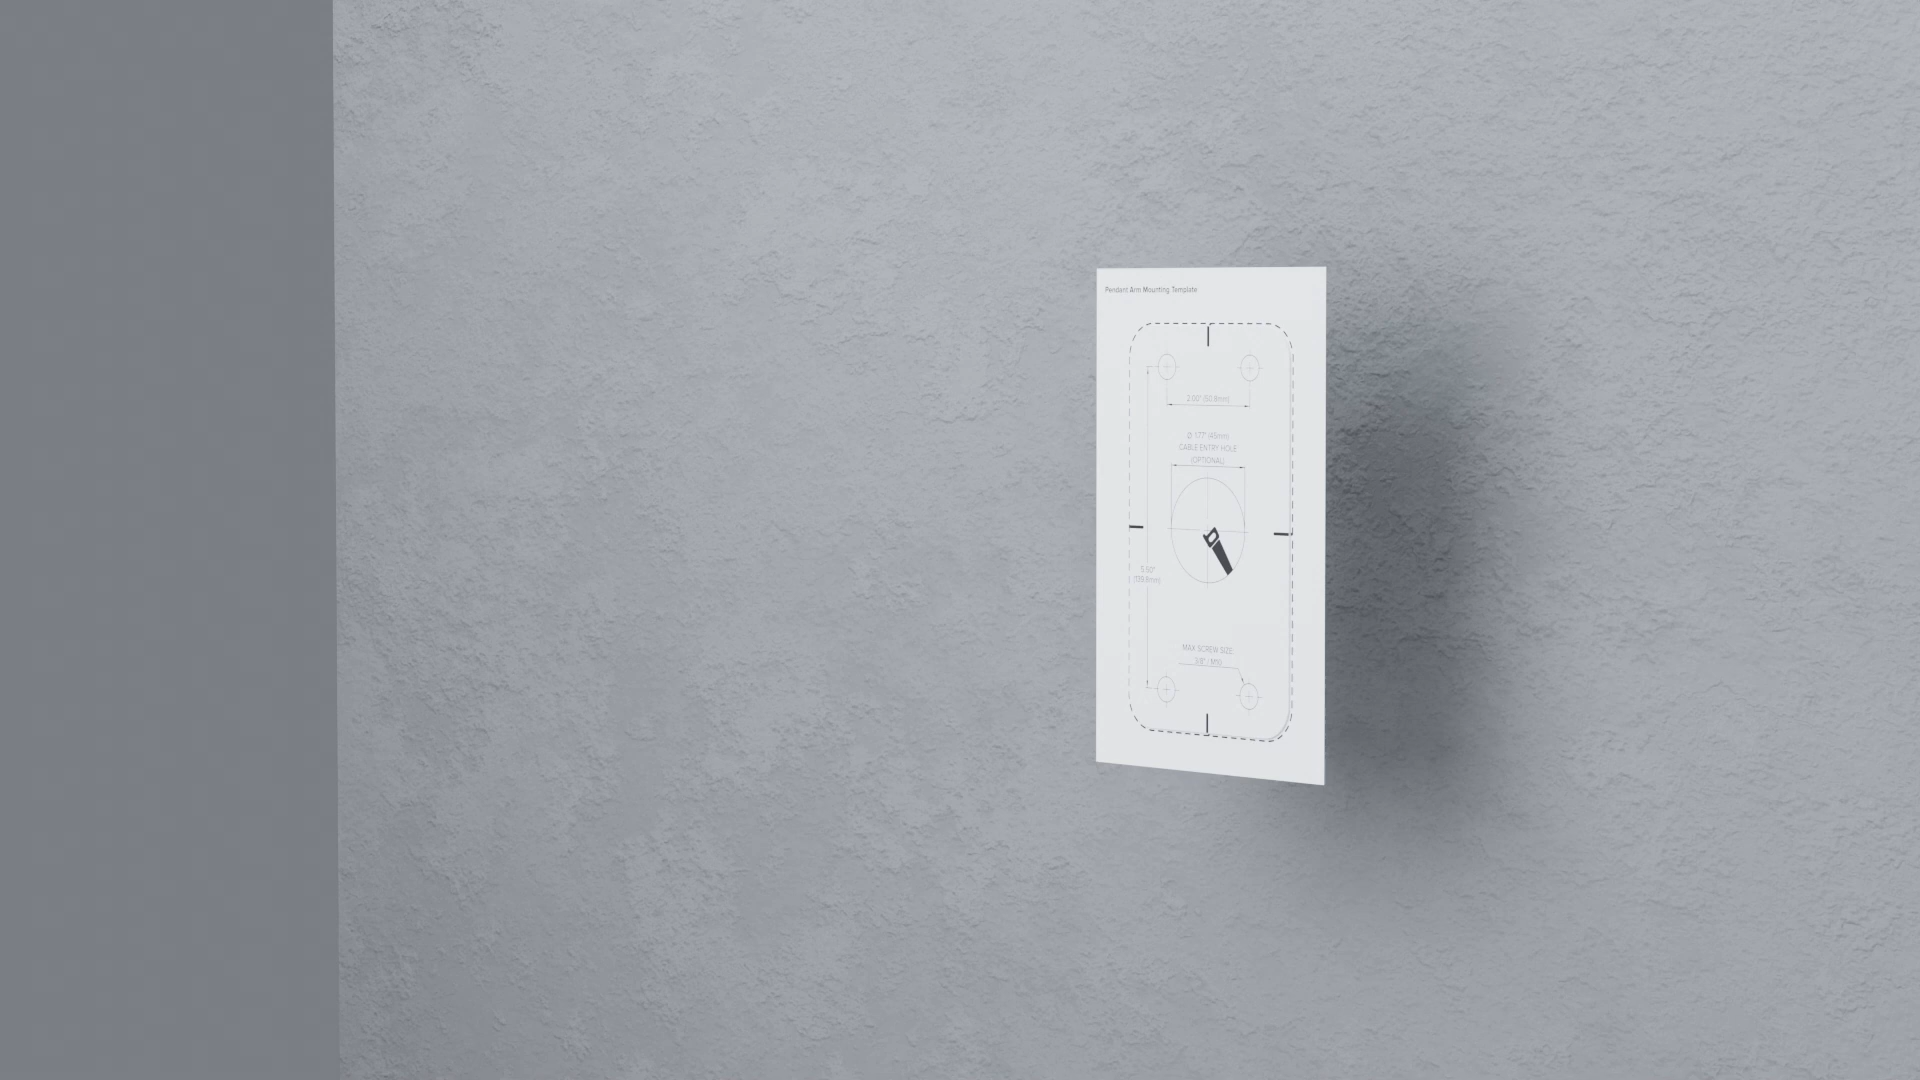 Pendant Arm Mounting Template
2.00" (50.8mm)
Ø 1.77" (45mm)
CABLE ENTRY HOLE
(OPTIONAL)
5.50"
(139.8mm)
MAX SCREW SIZE:
3/8" / M10